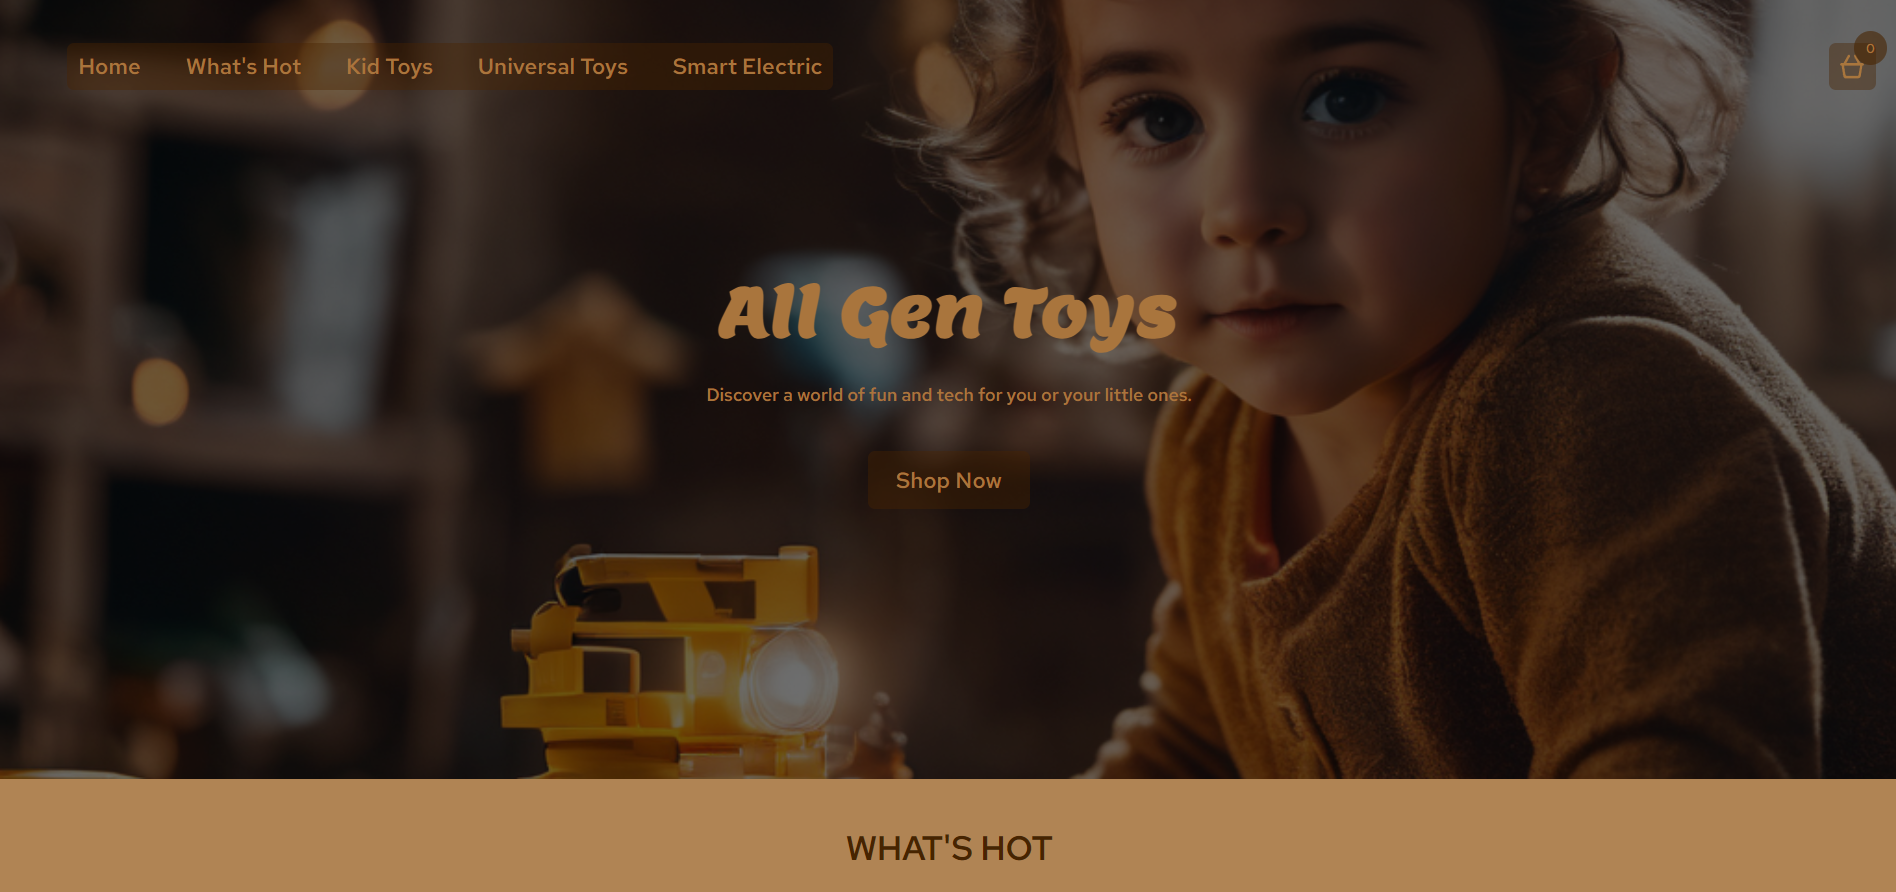 Home What's Hot Kid Toys Universal Toys Smart Electric
0
All Gen Toys
Discover a world of fun and tech for you or your little ones.
Shop Now
WHAT'S HOT